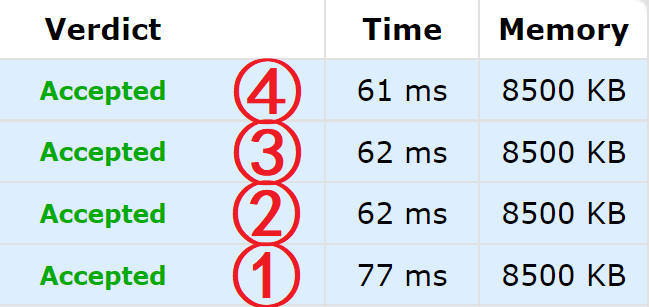 Verdict Time Memory
Accepted ④ 61 ms 8500 KB
Accepted ③ 62 ms 8500 KB
Accepted ② 62 ms 8500 KB
Accepted ① 77 ms 8500 KB